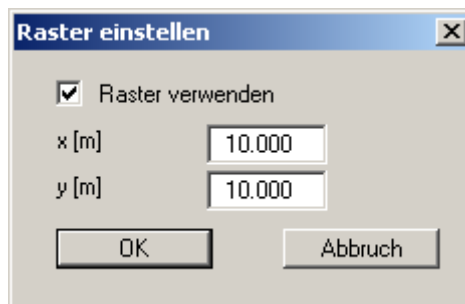 Raster einstellen
Raster verwenden
x [m] 10.000
y [m] 10.000
OK Abbruch